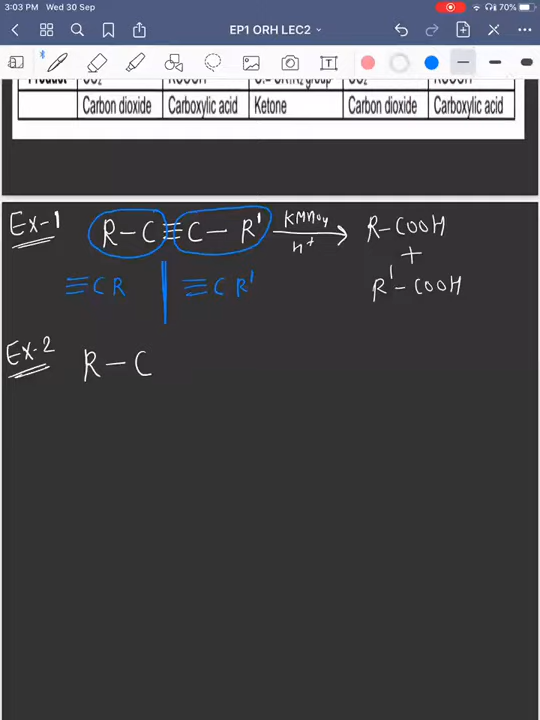 3:03 PM Wed 30 Sep 70%
EP1 ORH LEC2
Carbon dioxide Carboxylic acid Ketone Carbon dioxide Carboxylic acid
Ex-1 R-C≡C-R' KMnO4 R-COOH
H+
+
≡CR ≡CR' R'-COOH
Ex-2 R-C